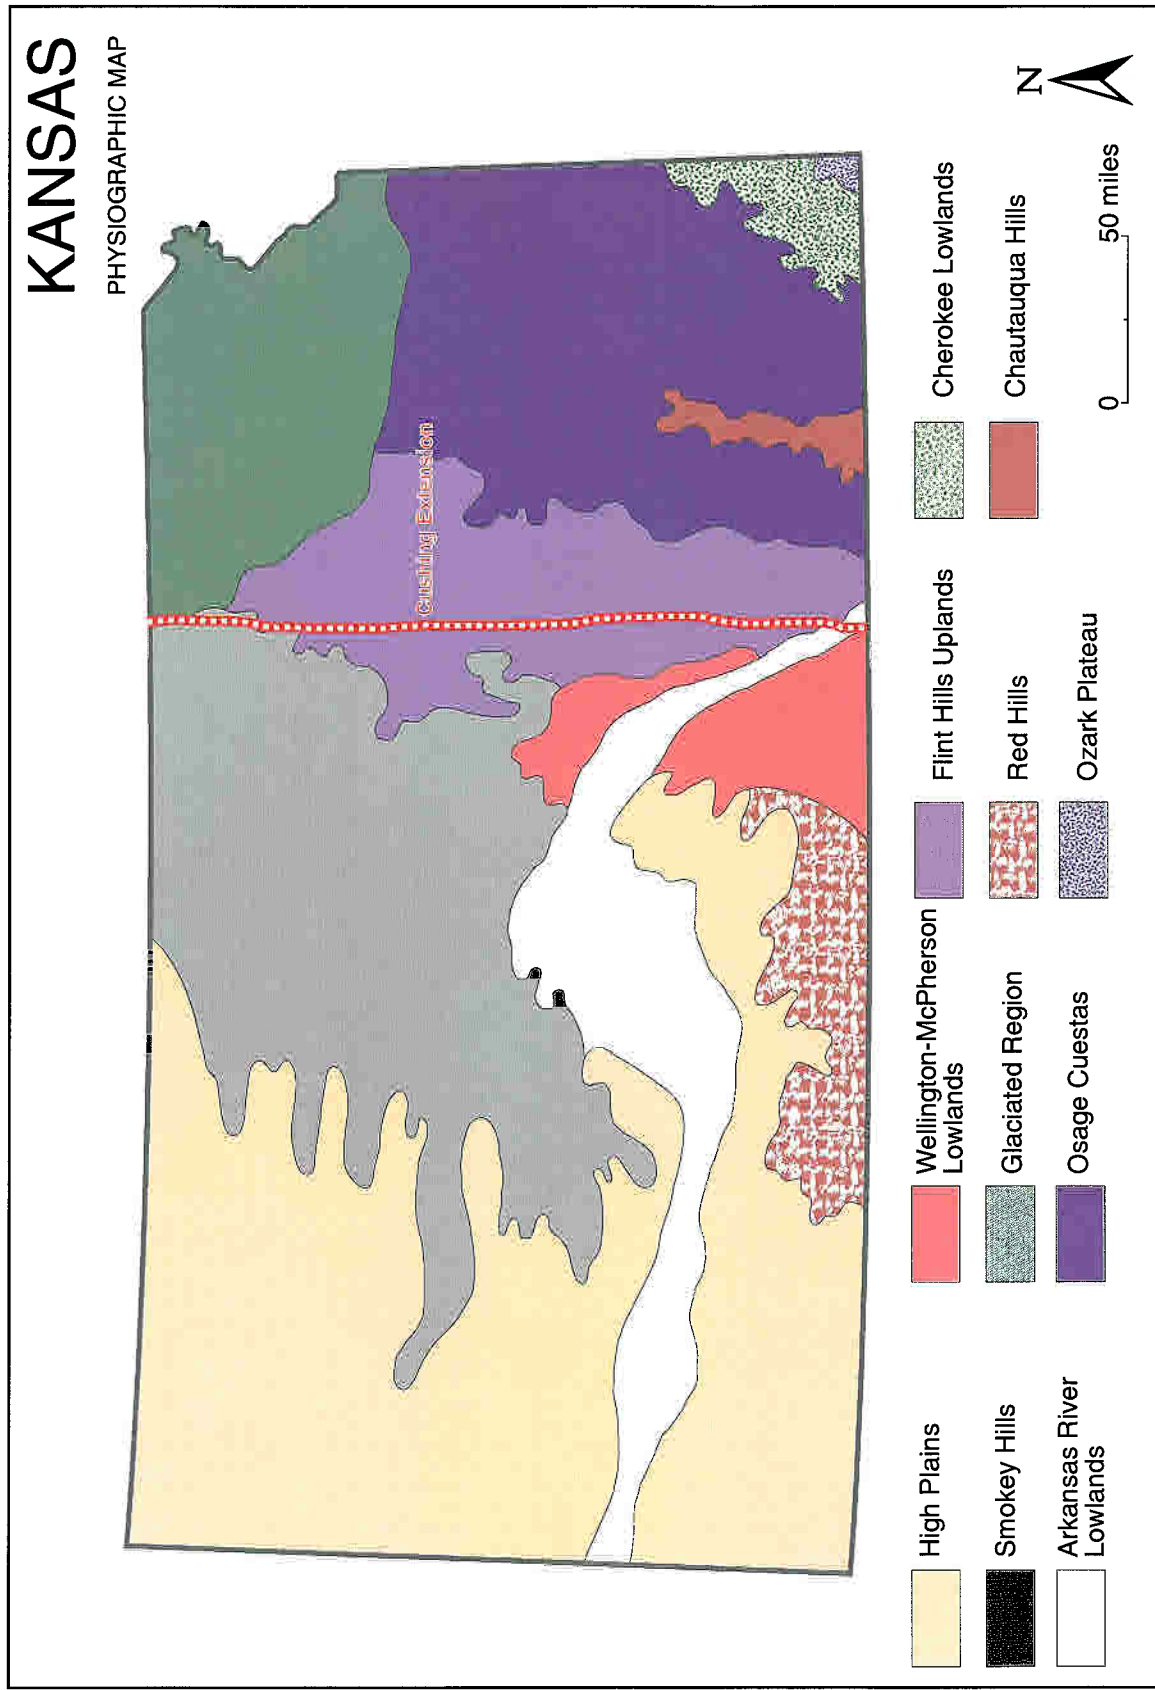 KANSAS
PHYSIOGRAPHIC MAP
Cushing Extension
High Plains
Smokey Hills
Arkansas River
Lowlands
Wellington-McPherson
Lowlands
Glaciated Region
Osage Cuestas
Flint Hills Uplands
Red Hills
Ozark Plateau
Cherokee Lowlands
Chautauqua Hills
0
50 miles
N